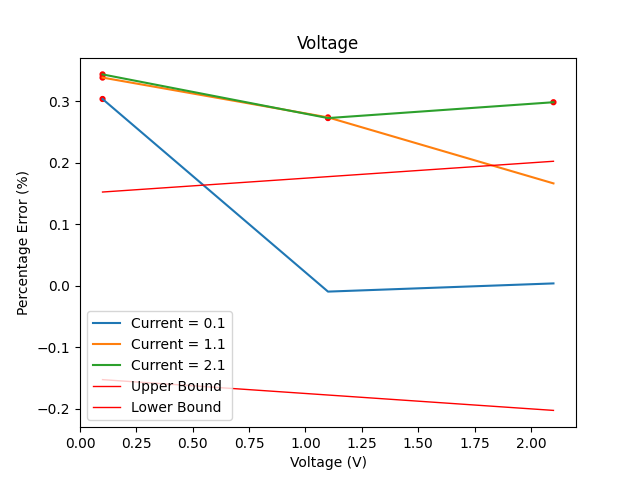 Voltage
Percentage Error (%)
0.3
0.2
0.1
0.0
−0.1
−0.2
Current = 0.1
Current = 1.1
Current = 2.1
Upper Bound
Lower Bound
0.00 0.25 0.50 0.75 1.00 1.25 1.50 1.75 2.00
Voltage (V)